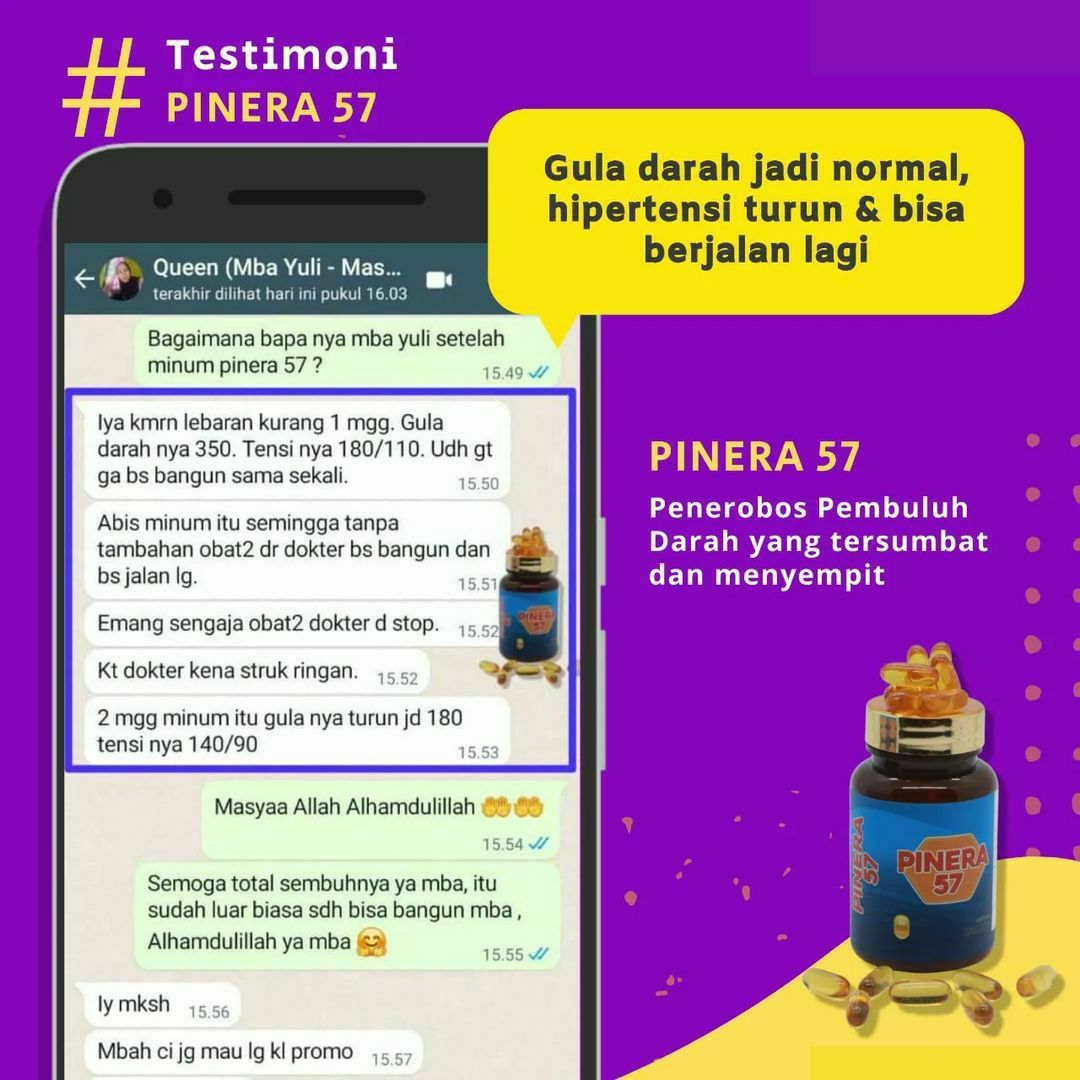 # Testimoni
PINERA 57
Gula darah jadi normal,
hipertensi turun & bisa
berjalan lagi
Queen (Mba Yuli - Mas...
terakhir dilihat hari ini pukul 16.03
Bagaimana bapa nya mba yuli setelah
minum pinera 57 ?
15.49
Iya kmrn lebaran kurang 1 mgg. Gula
darah nya 350. Tensi nya 180/110. Udh gt
ga bs bangun sama sekali.
15.50
Abis minum itu semingga tanpa
tambahan obat2 dr dokter bs bangun dan
bs jalan lg.
15.51
Emang sengaja obat2 dokter d stop.
15.52
Kt dokter kena struk ringan.
15.52
2 mgg minum itu gula nya turun jd 180
tensi nya 140/90
15.53
Masyaa Allah Alhamdulillah 🤲🤲
15.54
Semoga total sembuhnya ya mba, itu
sudah luar biasa sdh bisa bangun mba ,
Alhamdulillah ya mba 🤗
15.55
Iy mksh
15.56
Mbah ci jg mau lg kl promo
15.57
PINERA 57
Penerobos Pembuluh
Darah yang tersumbat
dan menyempit
PINERA
57
PINERA
57
PINERA
57